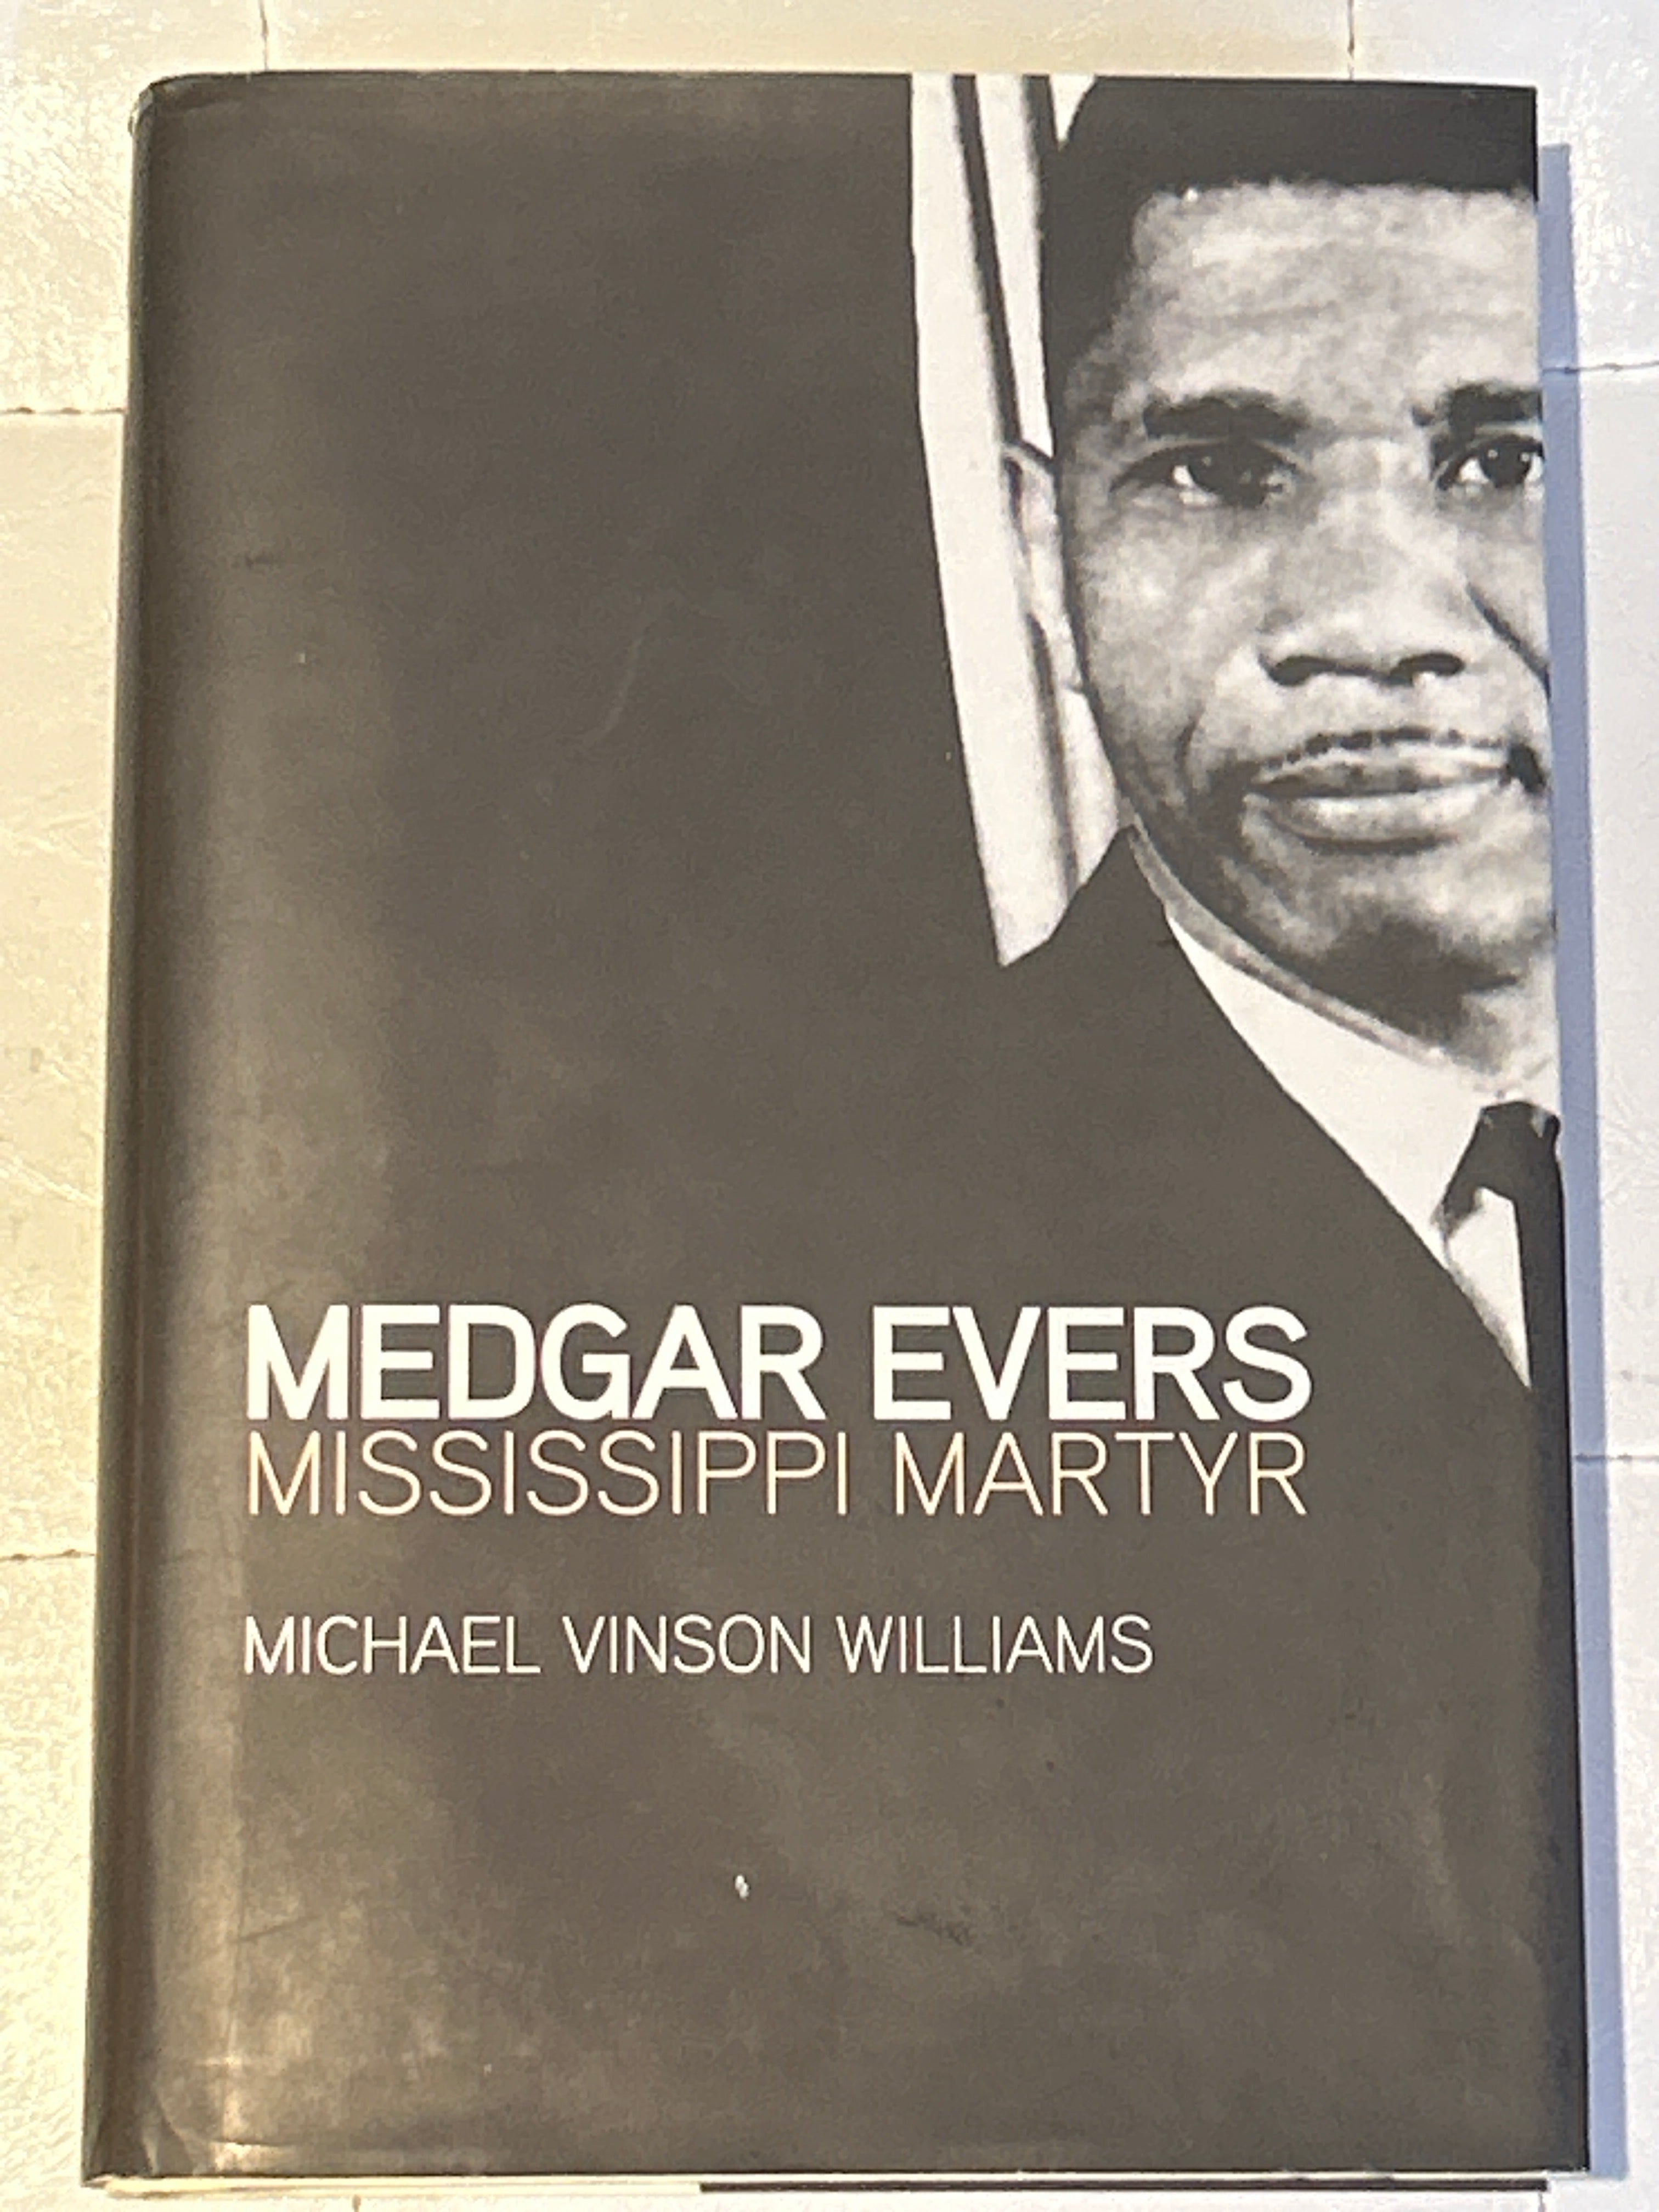 MEDGAR EVERS
MISSISSIPPI MARTYR
MICHAEL VINSON WILLIAMS